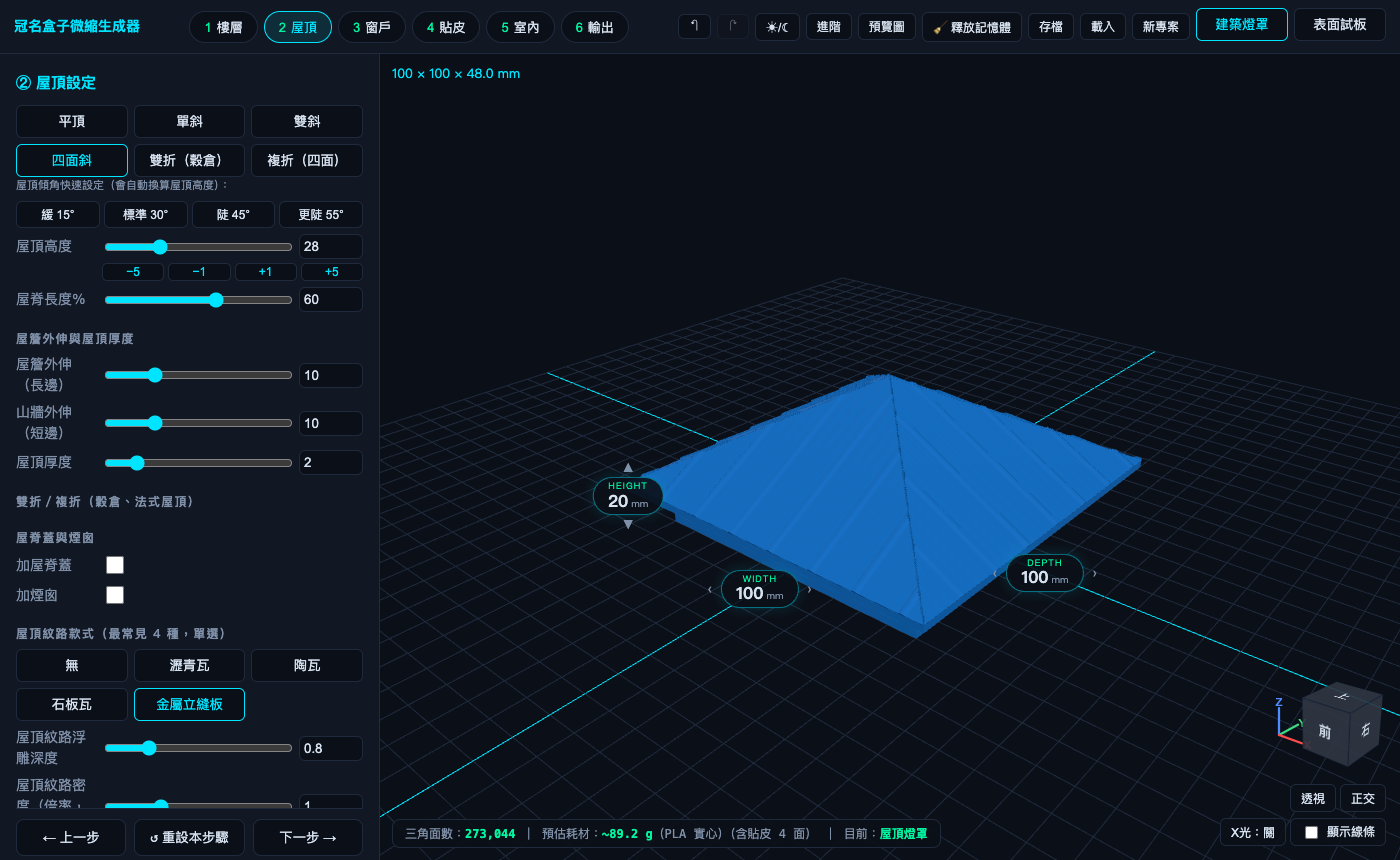 冠名盒子微縮生成器
1 樓層 2 屋頂 3 窗戶 4 貼皮 5 室內 6 輸出
☀/☾ 進階 預覽圖 釋放記憶體 存檔 載入 新專案 建築燈罩 表面試板
② 屋頂設定
100 × 100 × 48.0 mm
平頂 單斜 雙斜
四面斜 雙折（穀倉） 複折（四面）
屋頂傾角快速設定（會自動換算屋頂高度）：
緩 15° 標準 30° 陡 45° 更陡 55°
屋頂高度 28
−5 −1 +1 +5
屋脊長度% 60
屋簷外伸與屋頂厚度
屋簷外伸
（長邊） 10
山牆外伸
（短邊） 10
屋頂厚度 2
雙折 / 複折（穀倉、法式屋頂）
屋脊蓋與煙囪
加屋脊蓋
加煙囪
屋頂紋路款式（最常見 4 種，單選）
無 瀝青瓦 陶瓦
石板瓦 金屬立縫板
屋頂紋路浮
雕深度 0.8
屋頂紋路密
度（倍率， 1
← 上一步 ↺ 重設本步驟 下一步 →
HEIGHT
20 mm
WIDTH
100 mm
DEPTH
100 mm
Z
Y
上
前 右
透視 正交
X光：關 顯示線條
三角面數：273,044 | 預估耗材：~89.2 g (PLA 實心) (含貼皮 4 面) | 目前：屋頂燈罩